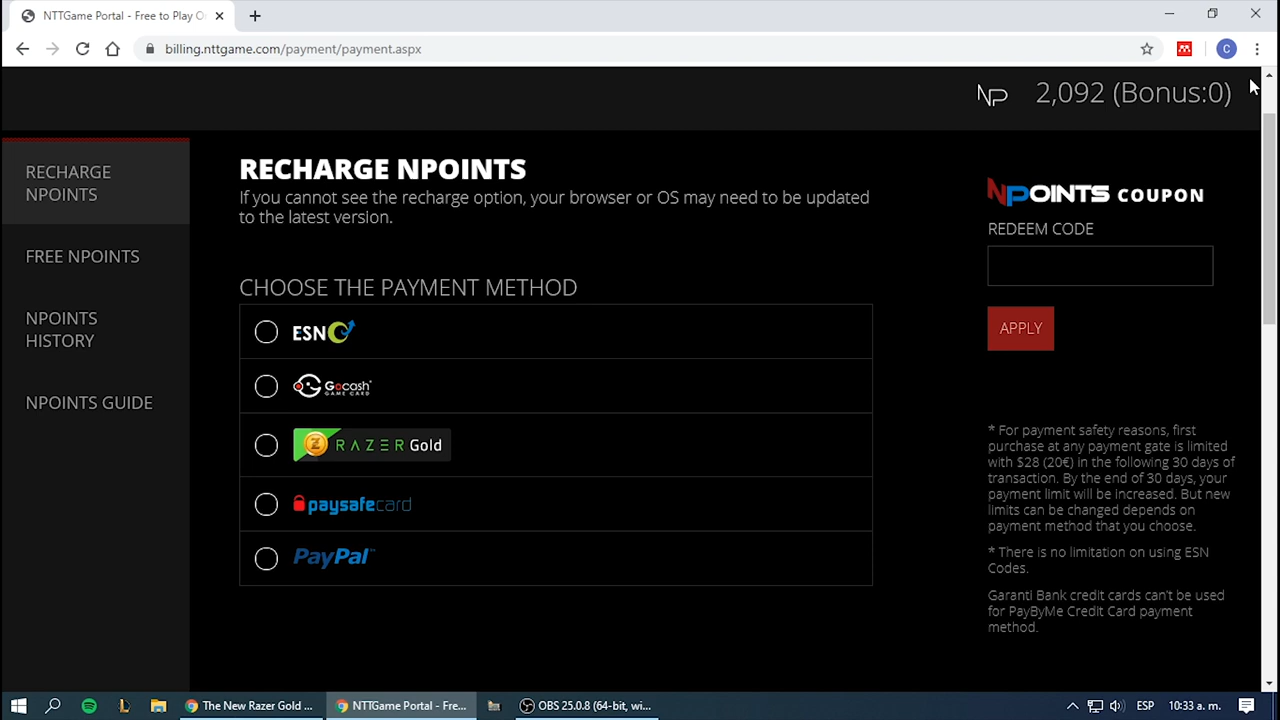 NTTGame Portal - Free to Play O
billing.nttgame.com/payment/payment.aspx
C
NP 2,092 (Bonus:0)
RECHARGE
NPOINTS
FREE NPOINTS
NPOINTS
HISTORY
NPOINTS GUIDE
RECHARGE NPOINTS
If you cannot see the recharge option, your browser or OS may need to be updated
to the latest version.
CHOOSE THE PAYMENT METHOD
ESN
Gocash
GAME CARD
RAZER Gold
paysafecard
PayPal™
NPOINTS COUPON
REDEEM CODE
APPLY
* For payment safety reasons, first
purchase at any payment gate is limited
with $28 (20€) in the following 30 days of
transaction. By the end of 30 days, your
payment limit will be increased. But new
limits can be changed depends on
payment method that you choose.
* There is no limitation on using ESN
Codes.
Garanti Bank credit cards can't be used
for PayByMe Credit Card payment
method.
The New Razer Gold ...
NTTGame Portal - Fre...
OBS 25.0.8 (64-bit, wi...
ESP
10:33 a. m.